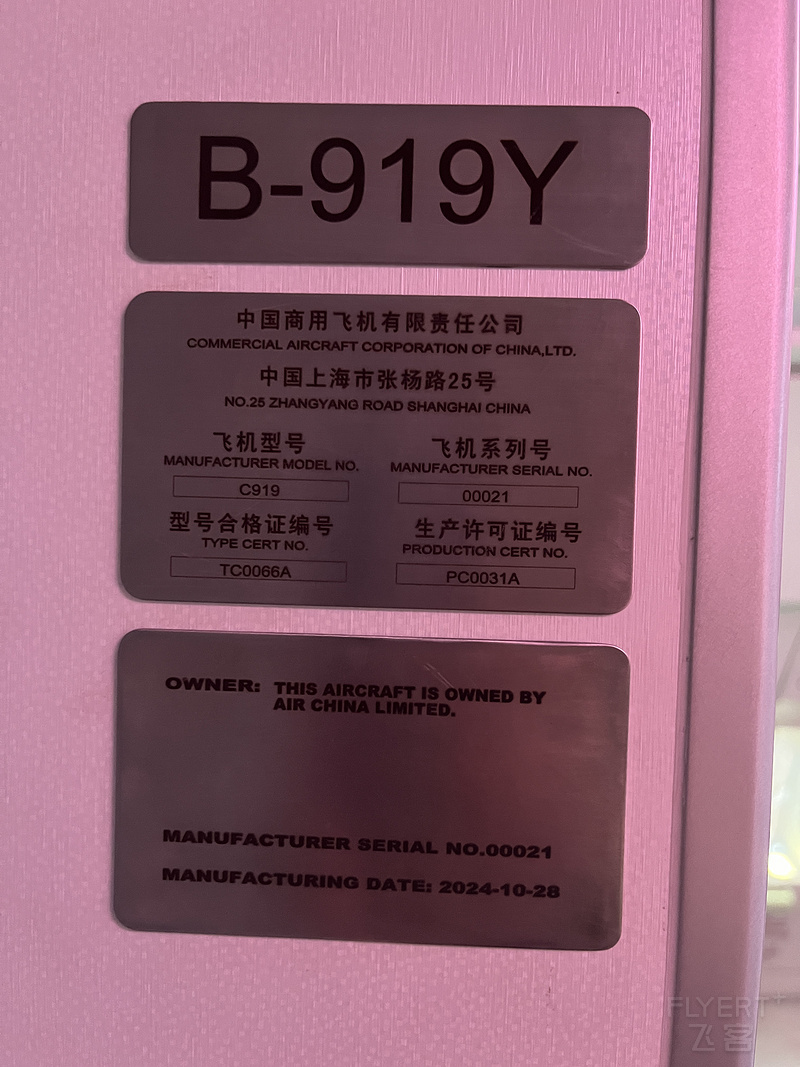 B-919Y
中国商用飞机有限责任公司
COMMERCIAL AIRCRAFT CORPORATION OF CHINA,LTD.
中国上海市张杨路25号
NO.25 ZHANGYANG ROAD SHANGHAI CHINA
飞机型号
MANUFACTURER MODEL NO.
C919
飞机系列号
MANUFACTURER SERIAL NO.
00021
型号合格证编号
TYPE CERT NO.
TC0066A
生产许可证编号
PRODUCTION CERT NO.
PC0031A
OWNER: THIS AIRCRAFT IS OWNED BY
AIR CHINA LIMITED.
MANUFACTURER SERIAL NO.00021
MANUFACTURING DATE: 2024-10-28
FLYERT+
飞客